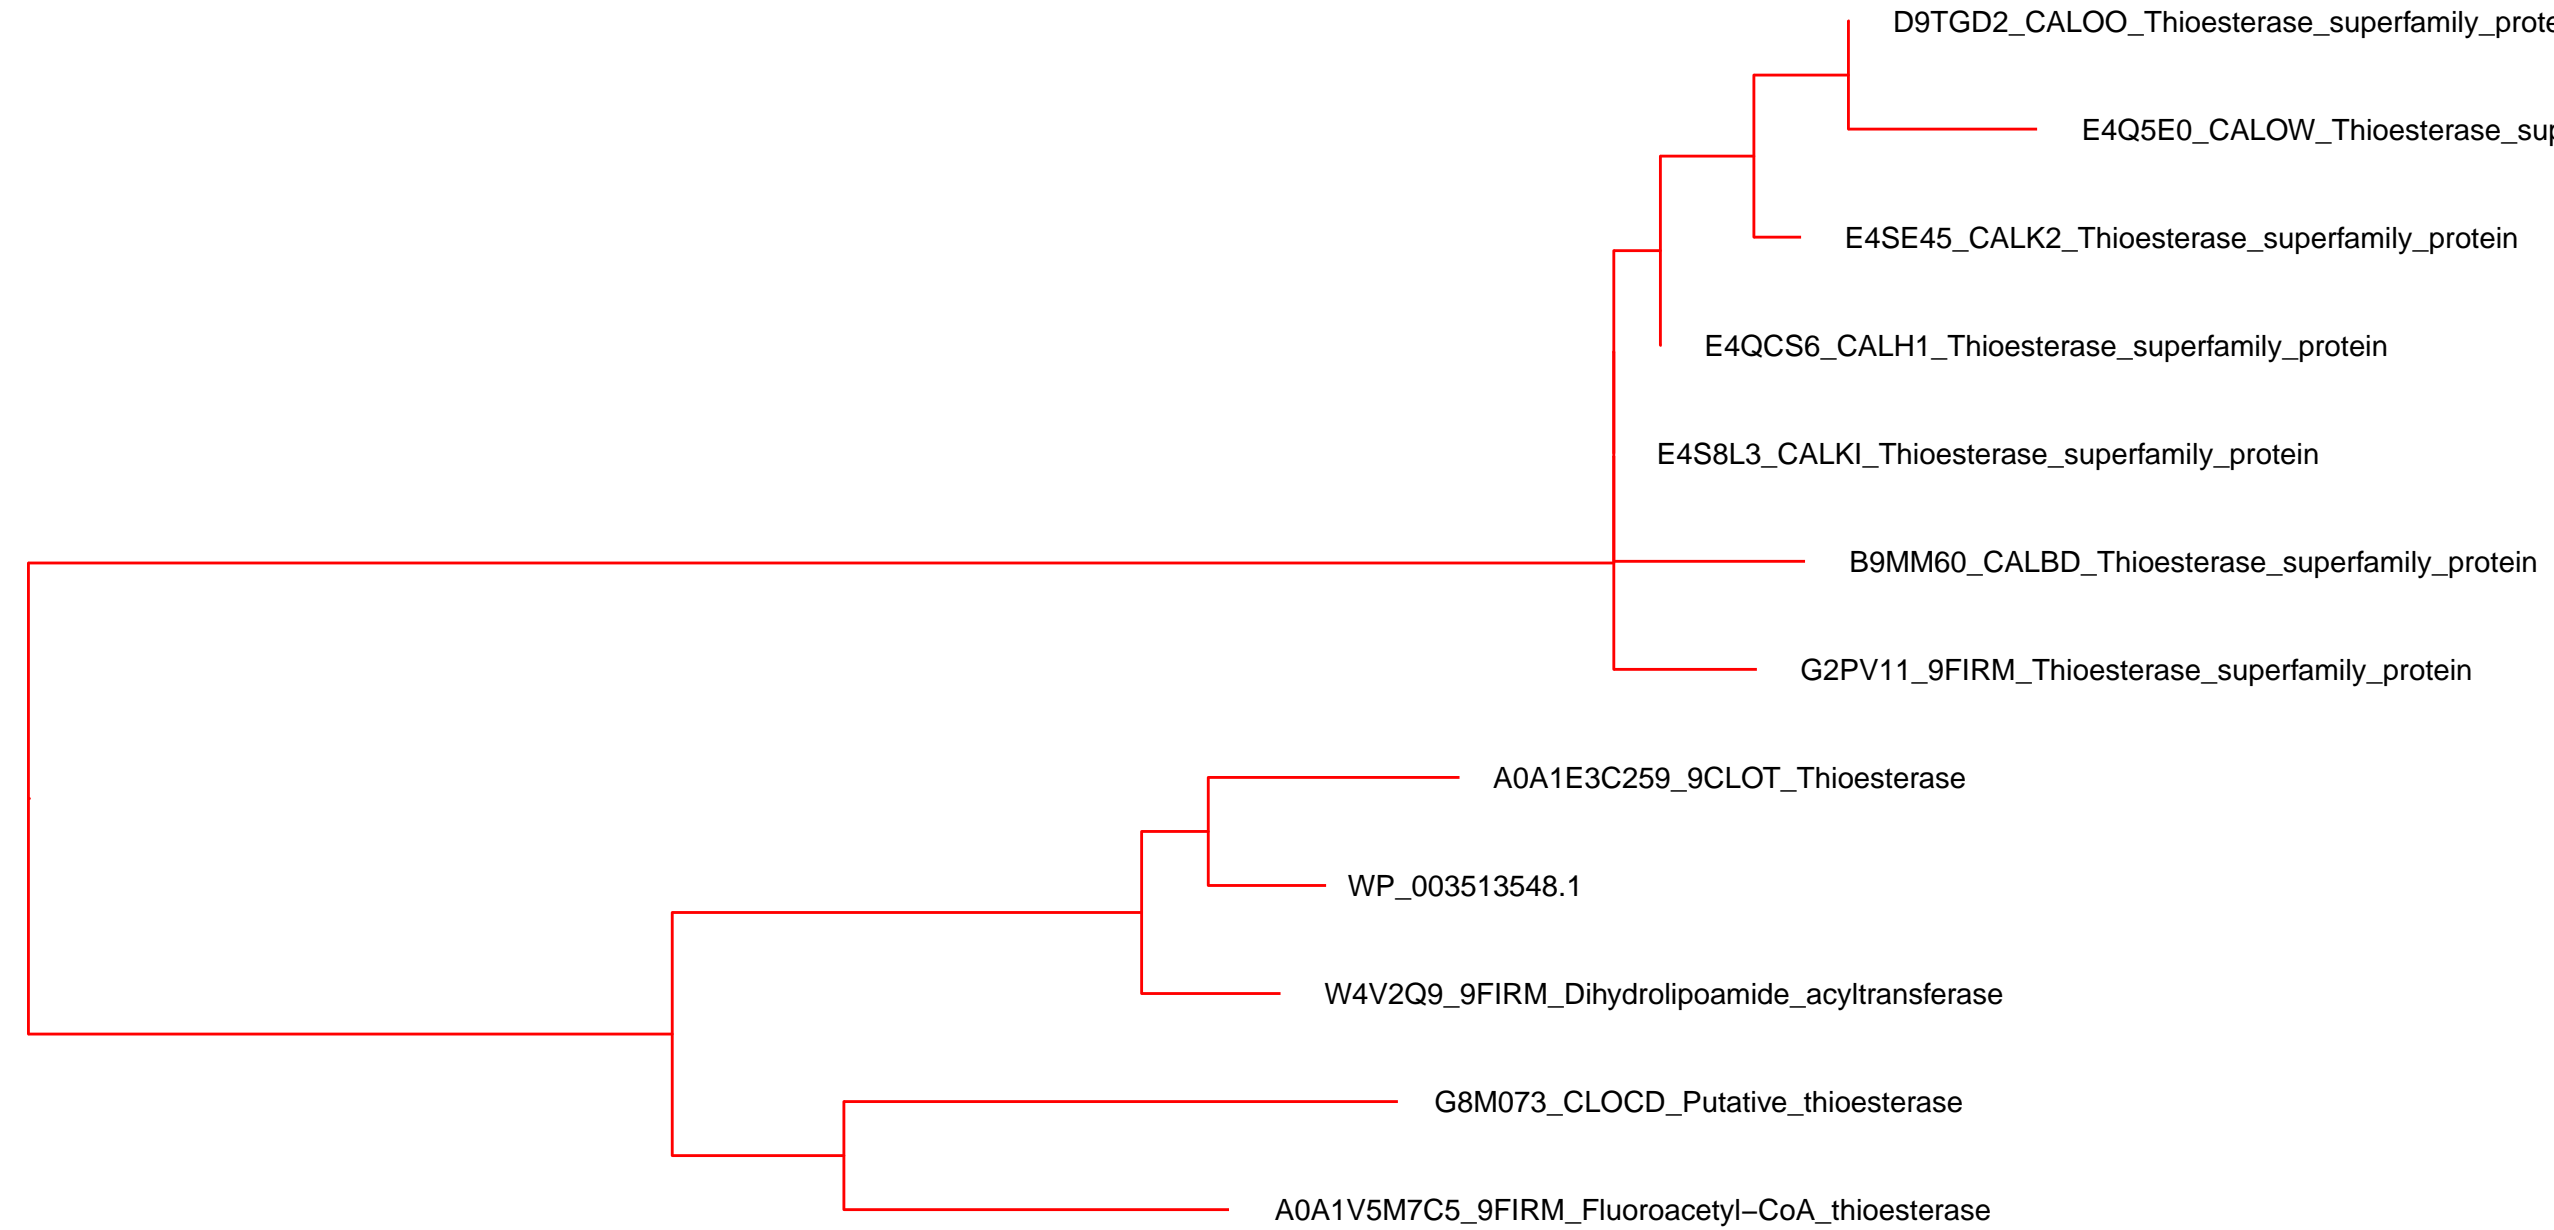 D9TGD2_CALOO_Thioesterase_superfamily_prote
E4Q5E0_CALOW_Thioesterase_sup
E4SE45_CALK2_Thioesterase_superfamily_protein
E4QCS6_CALH1_Thioesterase_superfamily_protein
E4S8L3_CALKI_Thioesterase_superfamily_protein
B9MM60_CALBD_Thioesterase_superfamily_protein
G2PV11_9FIRM_Thioesterase_superfamily_protein
A0A1E3C259_9CLOT_Thioesterase
WP_003513548.1
W4V2Q9_9FIRM_Dihydrolipoamide_acyltransferase
G8M073_CLOCD_Putative_thioesterase
A0A1V5M7C5_9FIRM_Fluoroacetyl−CoA_thioesterase